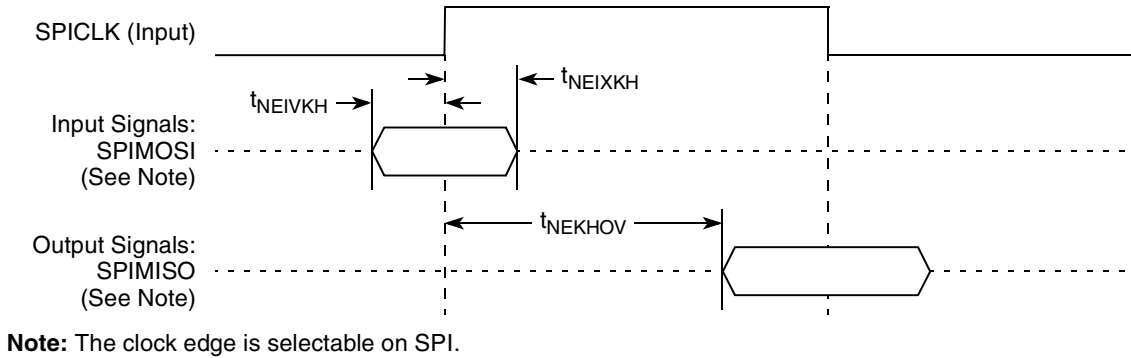 SPICLK (Input)
tNEIXKH
tNEIVKH
Input Signals:
SPIMOSI
(See Note)
tNEKHOV
Output Signals:
SPIMISO
(See Note)
Note: The clock edge is selectable on SPI.